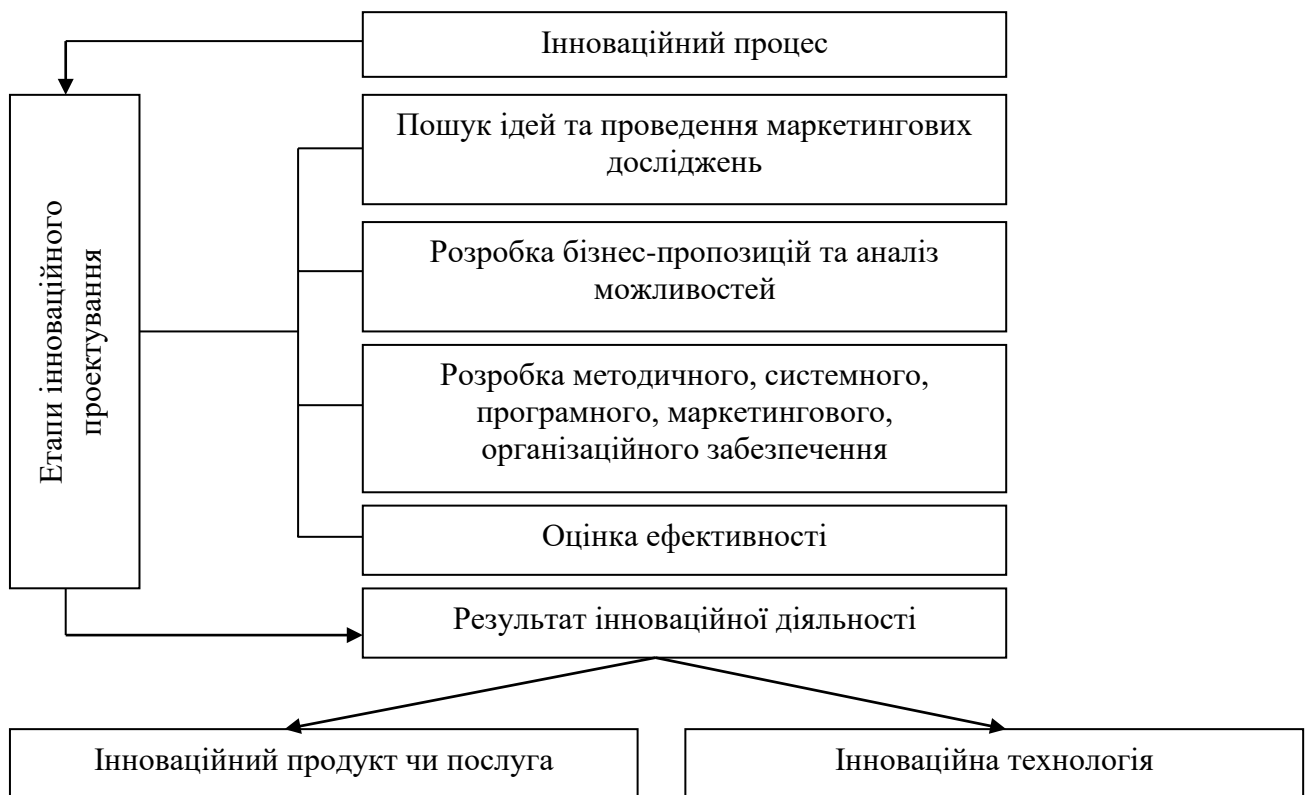 Інноваційний процес
Етапи інноваційного
проектування
Пошук ідей та проведення маркетингових
досліджень
Розробка бізнес-пропозицій та аналіз
можливостей
Розробка методичного, системного,
програмного, маркетингового,
організаційного забезпечення
Оцінка ефективності
Результат інноваційної діяльності
Інноваційний продукт чи послуга
Інноваційна технологія